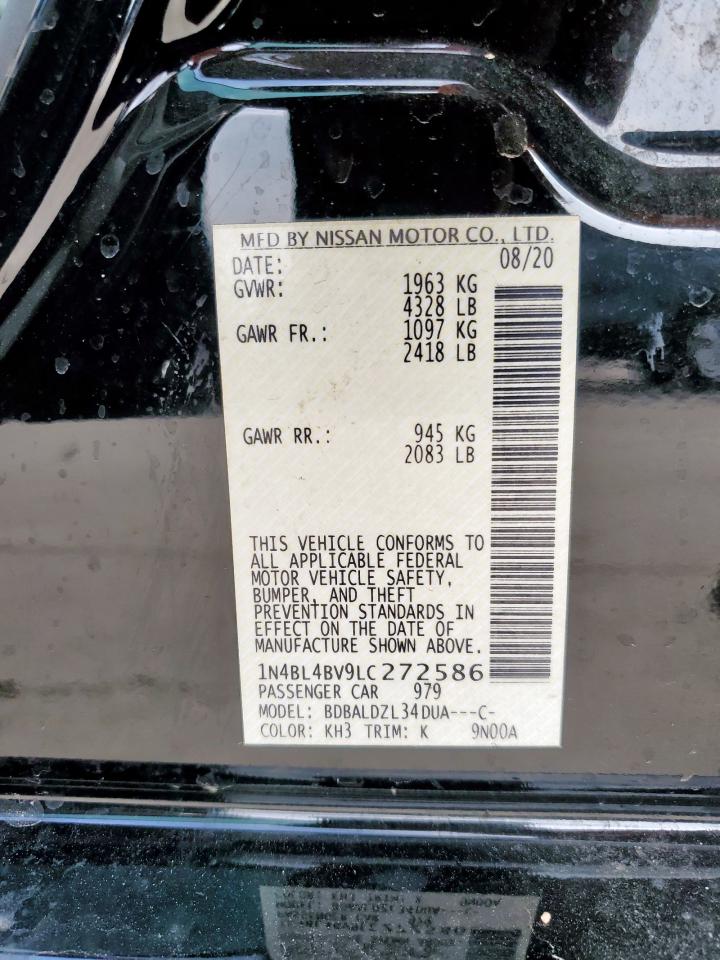 MFD BY NISSAN MOTOR CO., LTD.
DATE: 08/20
GVWR: 1963 KG
4328 LB
GAWR FR.: 1097 KG
2418 LB
GAWR RR.: 945 KG
2083 LB
THIS VEHICLE CONFORMS TO
ALL APPLICABLE FEDERAL
MOTOR VEHICLE SAFETY,
BUMPER, AND THEFT
PREVENTION STANDARDS IN
EFFECT ON THE DATE OF
MANUFACTURE SHOWN ABOVE.
1N4BL4BV9LC272586
PASSENGER CAR 979
MODEL: BDBALDZL34DUA---C-
COLOR: KH3 TRIM: K 9N00A